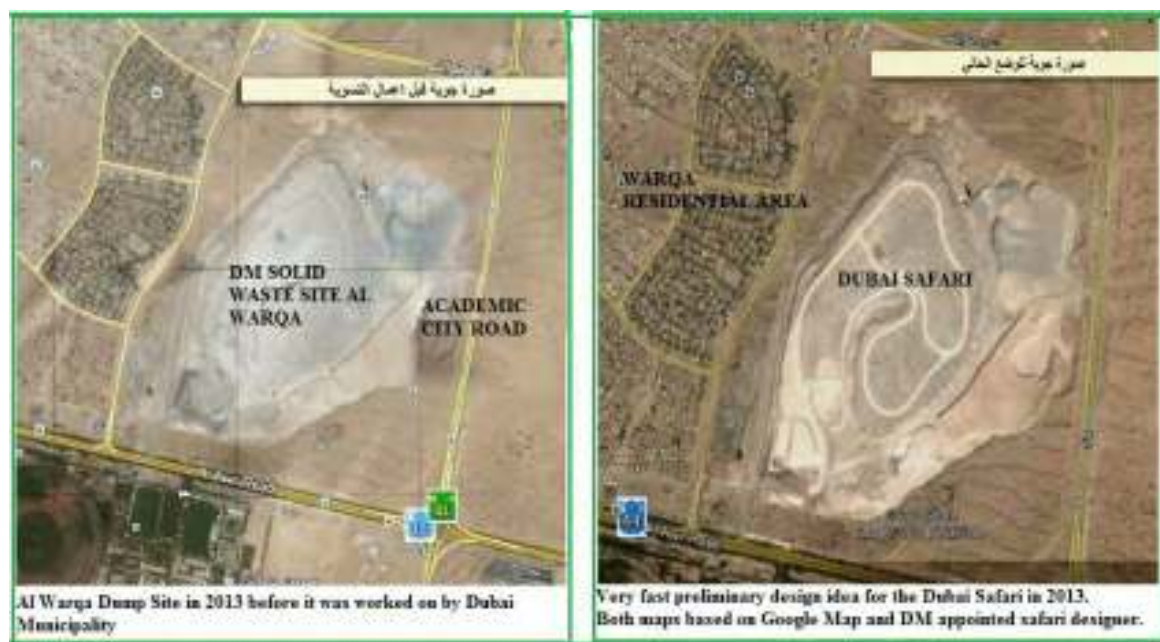 صورة جوية قبل اعمال التسوية
DM SOLID
WASTE SITE AL
WARQA
ACADEMIC
CITY ROAD
Al Warqa Dump Site in 2013 before it was worked on by Dubai
Municipality
صورة جوية للوضع الحالي
WARQA
RESIDENTIAL AREA
DUBAI SAFARI
Very fast preliminary design idea for the Dubai Safari in 2013.
Both maps based on Google Map and DM appointed safari designer.